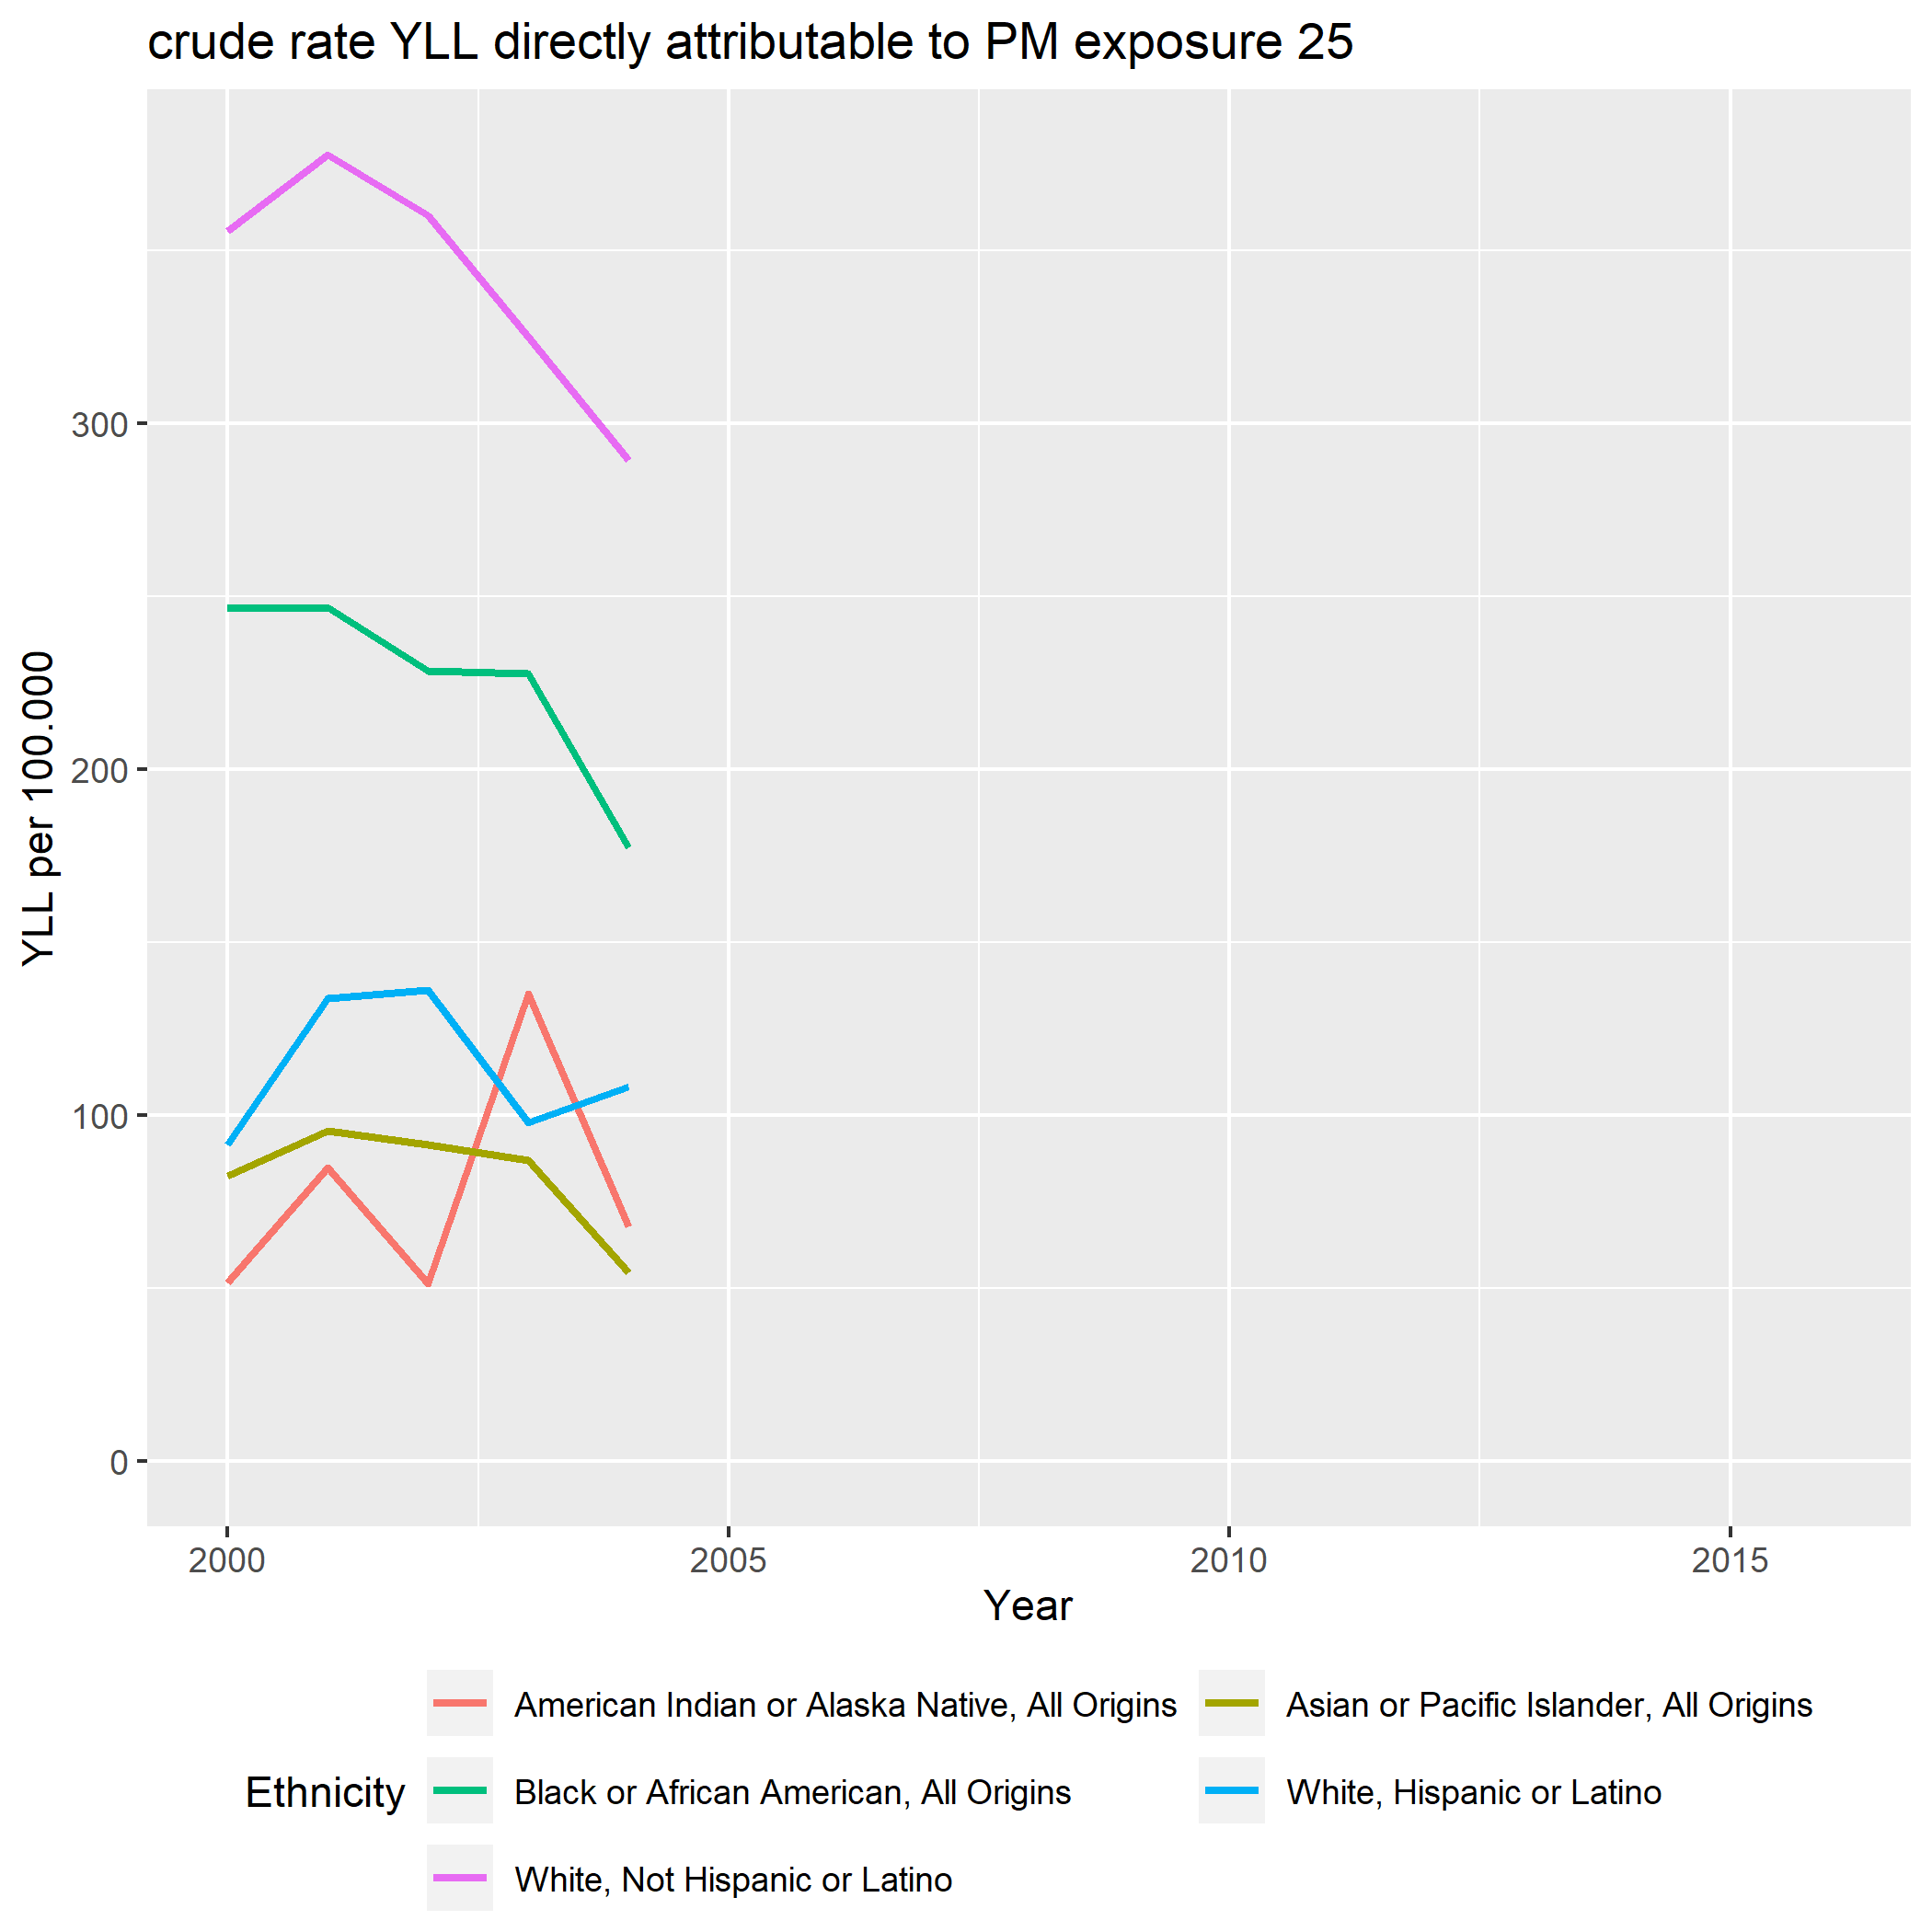 crude rate YLL directly attributable to PM exposure 25
YLL per 100.000
300
200
100
0
2000 2005 2010 2015
Year
Ethnicity
American Indian or Alaska Native, All Origins
Asian or Pacific Islander, All Origins
Black or African American, All Origins
White, Hispanic or Latino
White, Not Hispanic or Latino